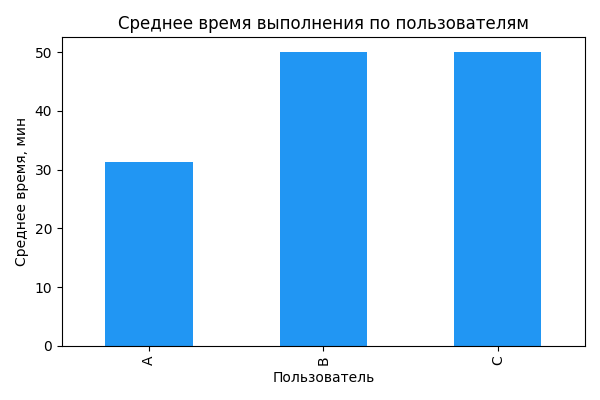 Среднее время выполнения по пользователям
Среднее время, мин
50
40
30
20
10
0
A
B
C
Пользователь